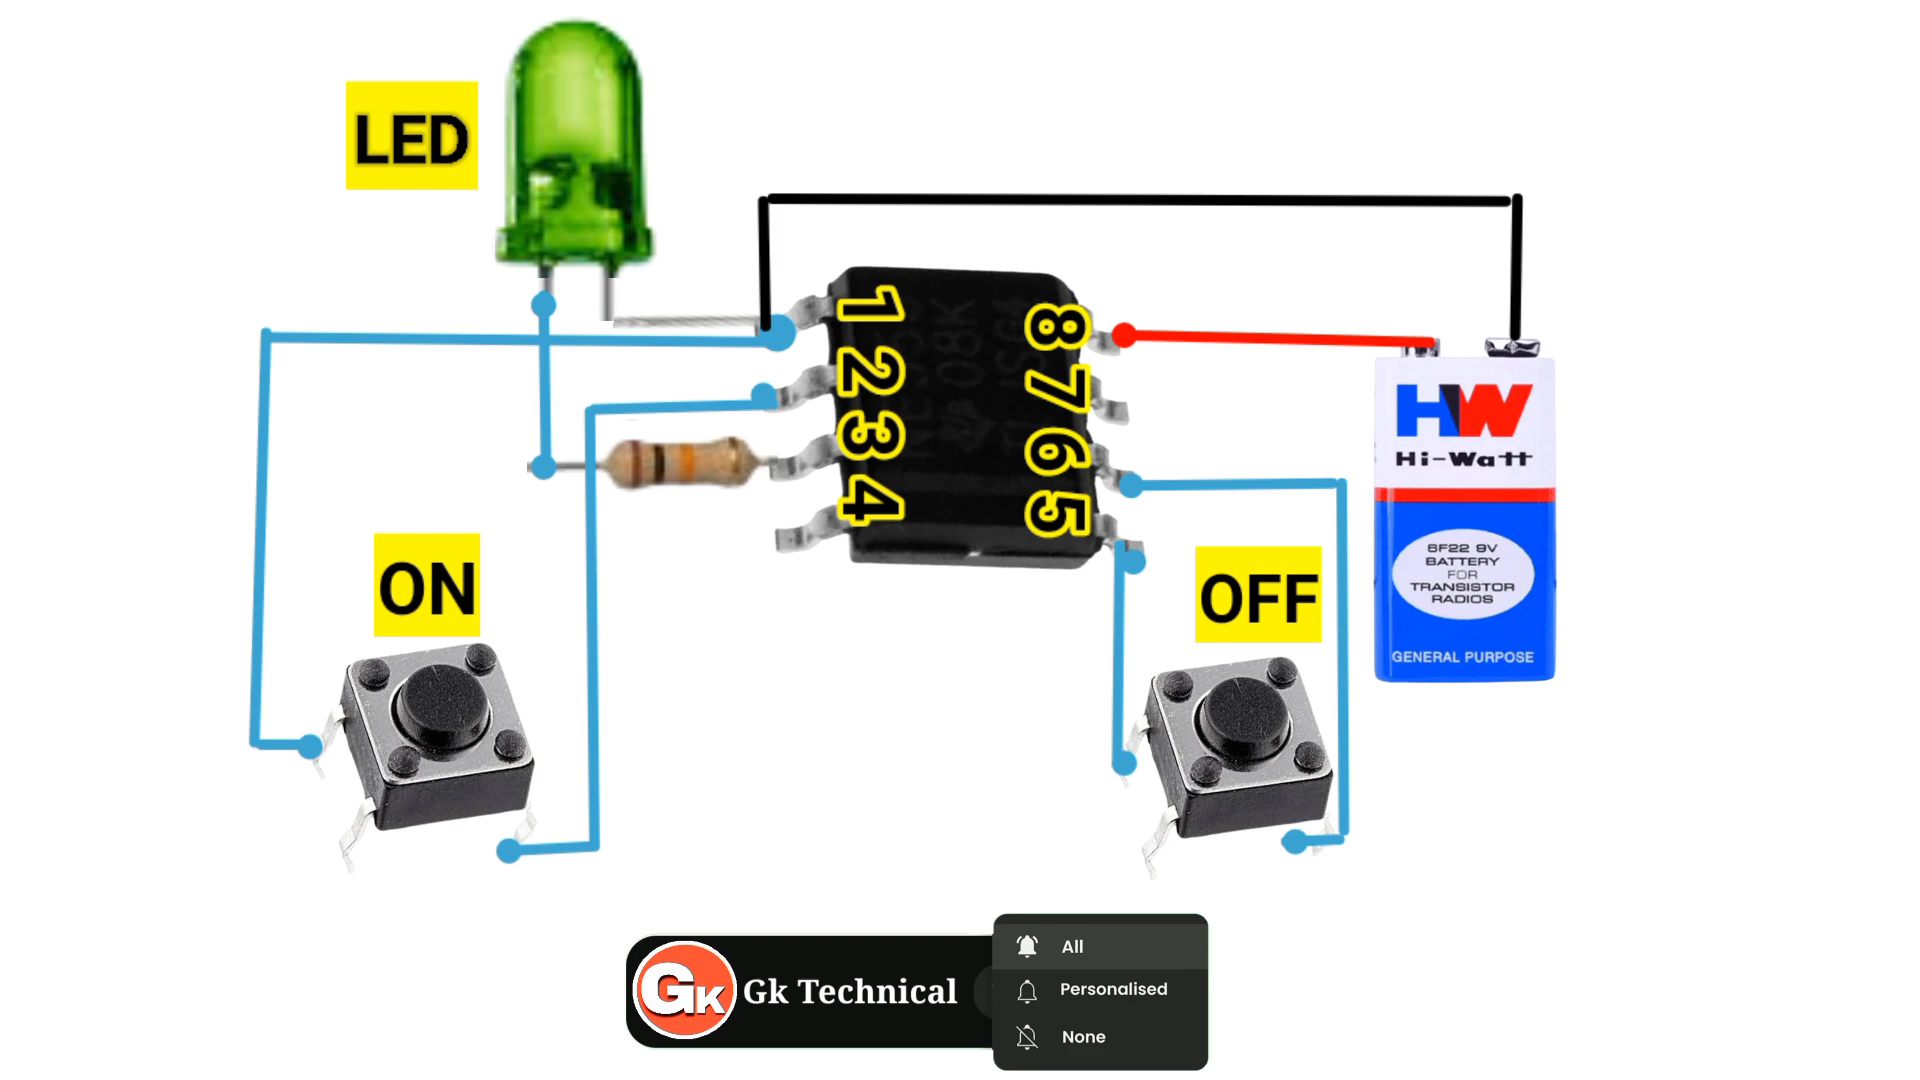 LED
1
2
3
4
8
7
6
5
HW
Hi-Watt
6F22 9V
BATTERY
FOR
TRANSISTOR
RADIOS
GENERAL PURPOSE
ON
OFF
GK
Gk Technical
All
Personalised
None